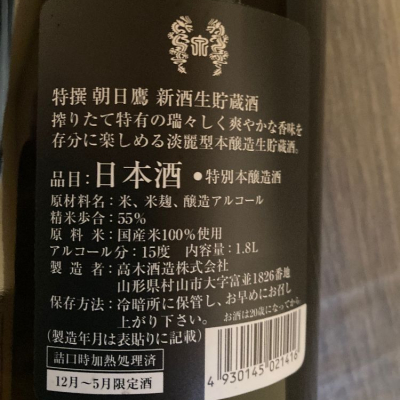 特撰 朝日鷹 新酒生貯蔵酒
搾りたて特有の瑞々しく爽やかな香味を
存分に楽しめる淡麗型本醸造生貯蔵酒。
品目：日本酒 ●特別本醸造酒
原材料名：米、米麹、醸造アルコール
精米歩合：55％
原料米：国産米100％使用
アルコール分：15度 内容量：1.8L
製造者：高木酒造株式会社
山形県村山市大字富並1826番地
保存方法：冷暗所に保管し、お早めにお召し
上がり下さい。 お酒は20歳になってから。
(製造年月は表貼りに記載)
詰口時加熱処理済
12月～5月限定酒
4 930145 021416